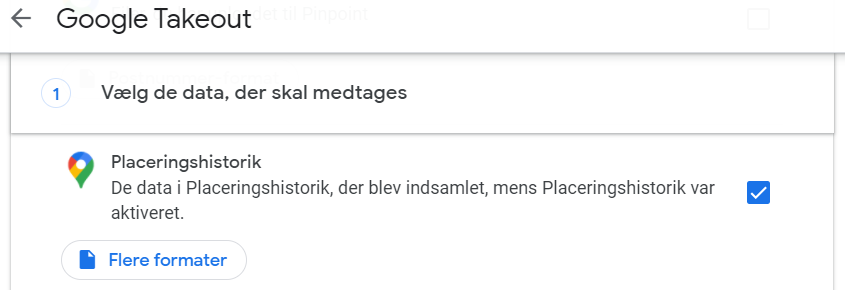 Google Takeout
1 Vælg de data, der skal medtages
Placeringshistorik
De data i Placeringshistorik, der blev indsamlet, mens Placeringshistorik var
aktiveret.
Flere formater